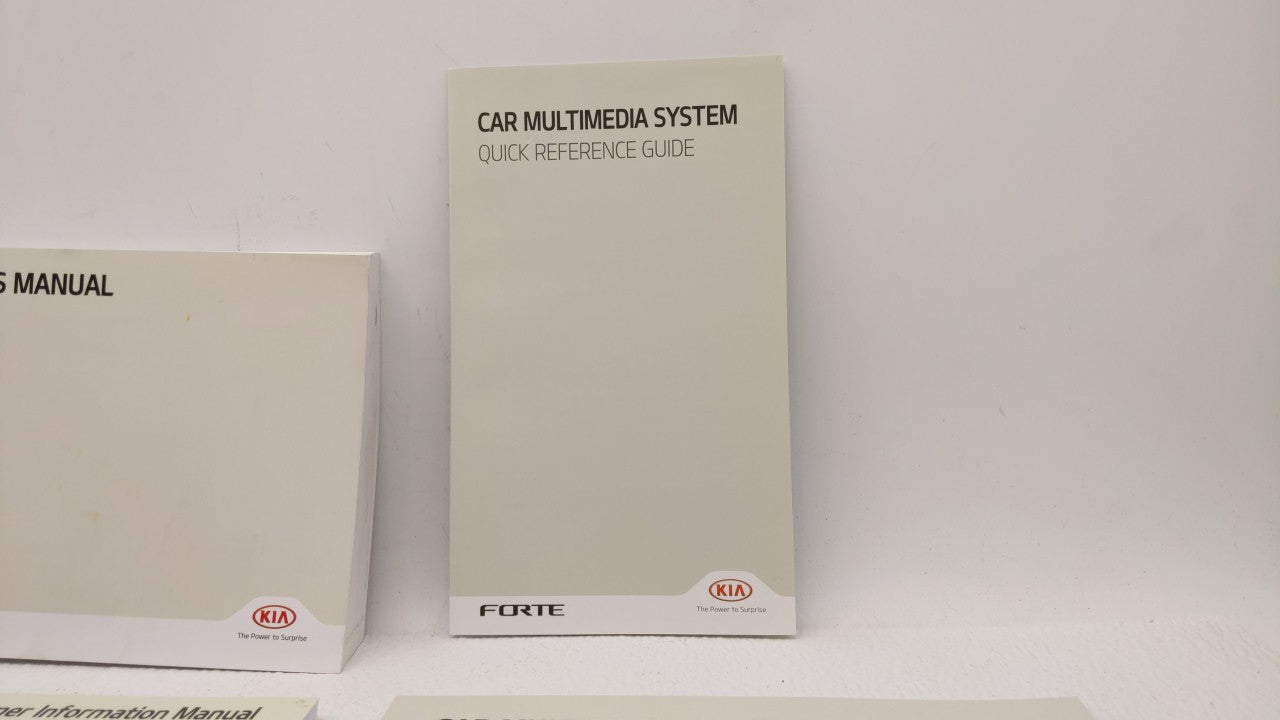 CAR MULTIMEDIA SYSTEM
QUICK REFERENCE GUIDE
FORTE
KIA
The Power to Surprise
S MANUAL
KIA
The Power to Surprise
Information Manual
CAR